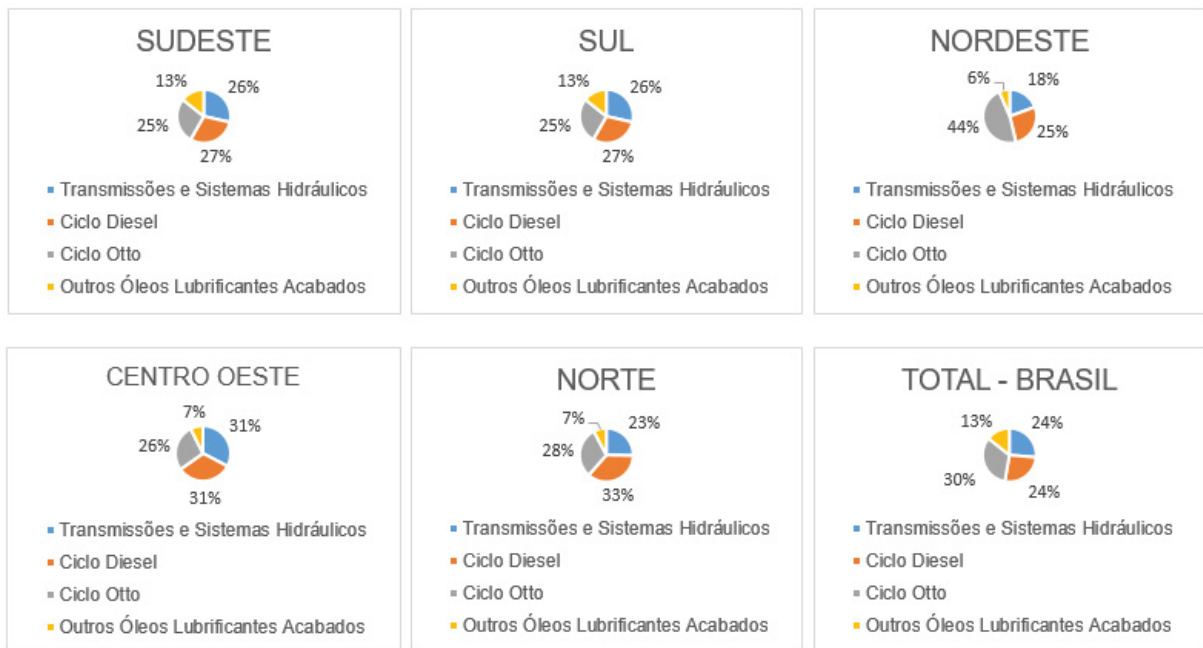 SUDESTE
13%
26%
25%
27%
Transmissões e Sistemas Hidráulicos
Ciclo Diesel
Ciclo Otto
Outros Óleos Lubrificantes Acabados
SUL
13%
26%
25%
27%
Transmissões e Sistemas Hidráulicos
Ciclo Diesel
Ciclo Otto
Outros Óleos Lubrificantes Acabados
NORDESTE
6%
18%
44%
25%
Transmissões e Sistemas Hidráulicos
Ciclo Diesel
Ciclo Otto
Outros Óleos Lubrificantes Acabados
CENTRO OESTE
7%
31%
26%
31%
Transmissões e Sistemas Hidráulicos
Ciclo Diesel
Ciclo Otto
Outros Óleos Lubrificantes Acabados
NORTE
7%
23%
28%
33%
Transmissões e Sistemas Hidráulicos
Ciclo Diesel
Ciclo Otto
Outros Óleos Lubrificantes Acabados
TOTAL - BRASIL
13%
24%
30%
24%
Transmissões e Sistemas Hidráulicos
Ciclo Diesel
Ciclo Otto
Outros Óleos Lubrificantes Acabados